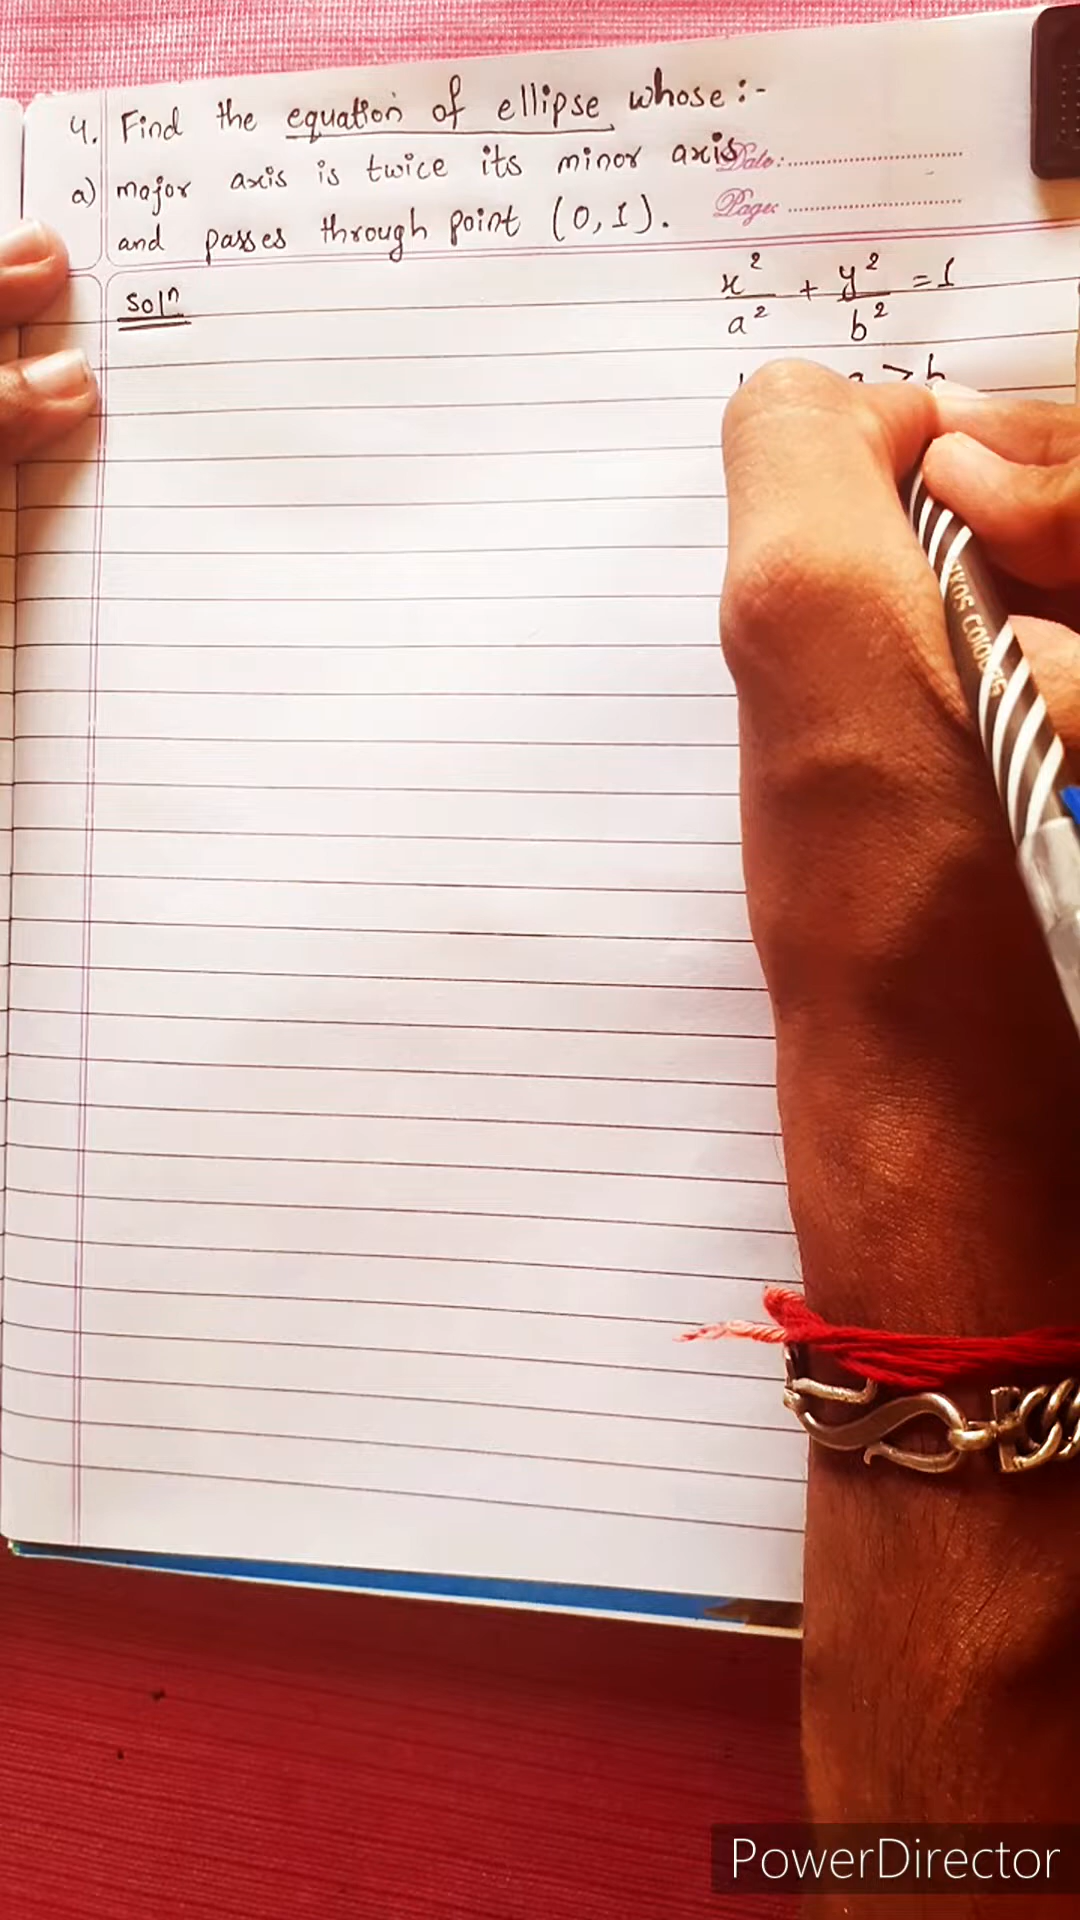 4. Find the equation of ellipse whose :-
a) major axis is twice its minor axis
Date:
and passes through point (0,1).
Page:
Solⁿ
x²/a² + y²/b² = 1
a > b
PowerDirector